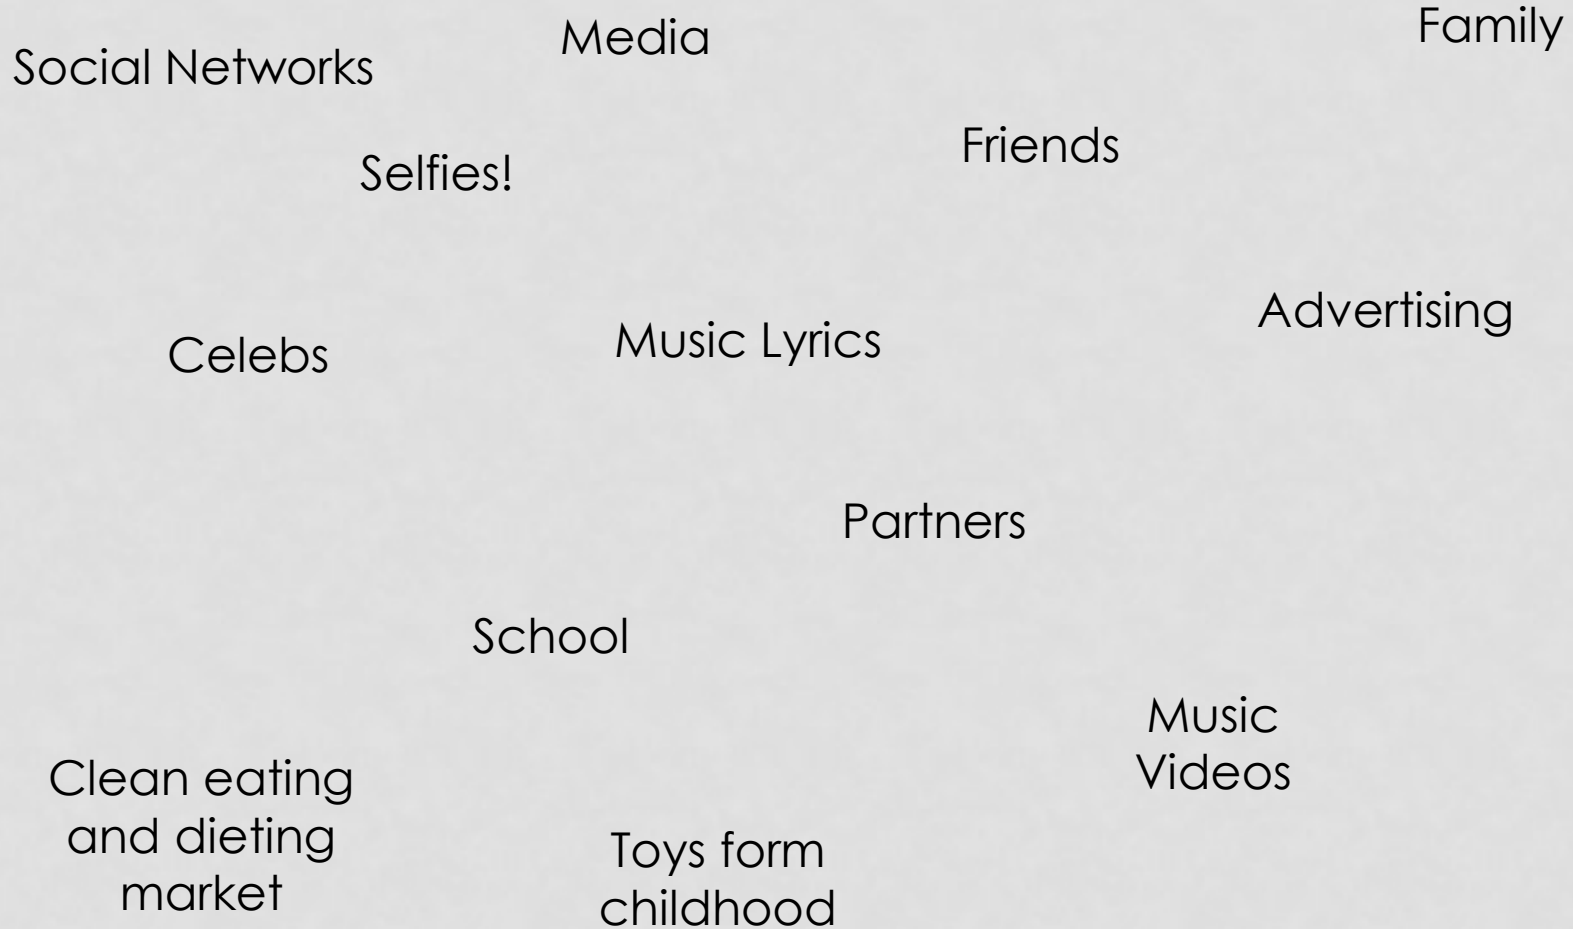 Family
Media
Social Networks
Friends
Selfies!
Advertising
Music Lyrics
Celebs
Partners
School
Music
Videos
Clean eating
and dieting
market
Toys form
childhood